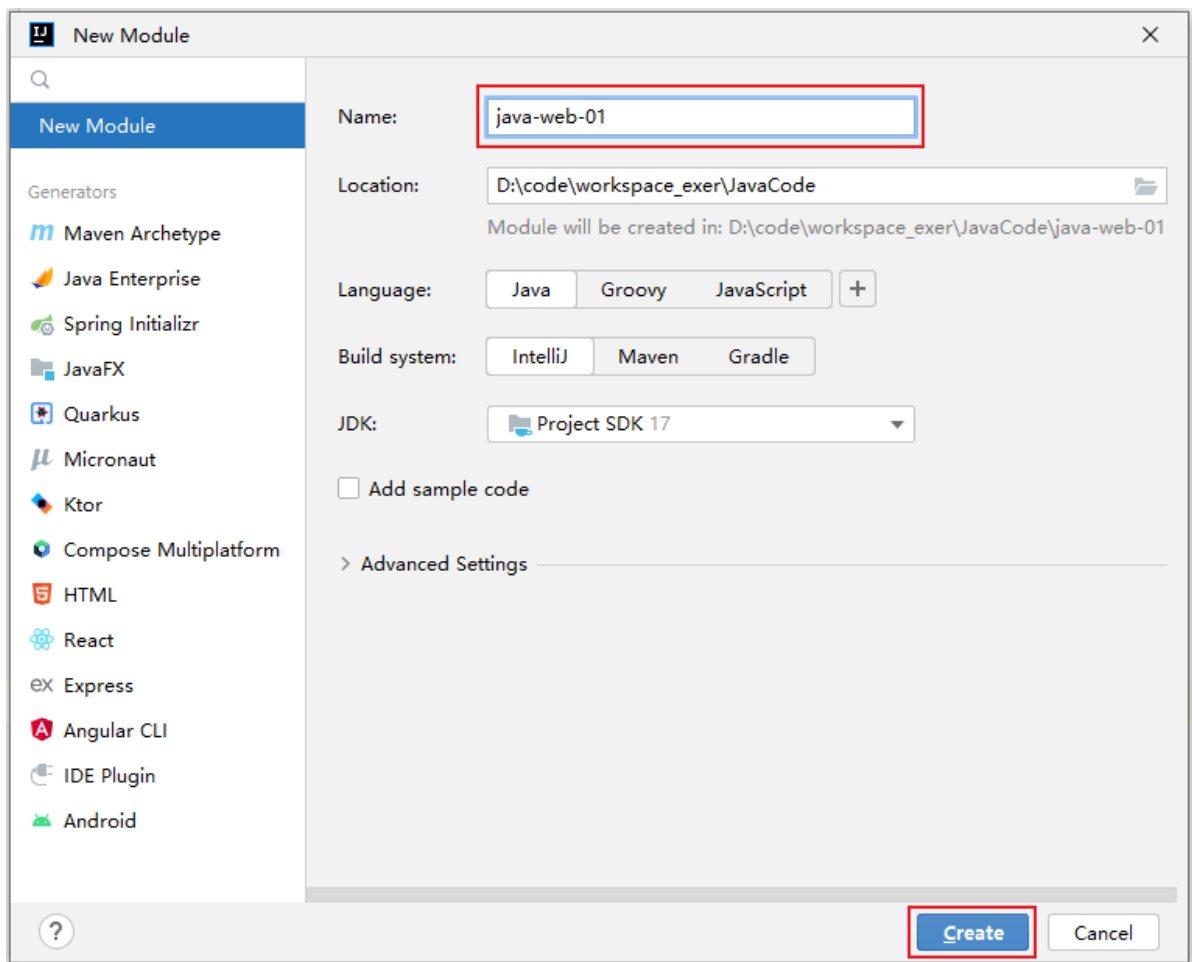 New Module
New Module
Generators
Maven Archetype
Java Enterprise
Spring Initializr
JavaFX
Quarkus
Micronaut
Ktor
Compose Multiplatform
HTML
React
Express
Angular CLI
IDE Plugin
Android
Name: java-web-01
Location: D:\code\workspace_exer\JavaCode
Module will be created in: D:\code\workspace_exer\JavaCode\java-web-01
Language: Java Groovy JavaScript +
Build system: IntelliJ Maven Gradle
JDK: Project SDK 17
Add sample code
Advanced Settings
? Create Cancel